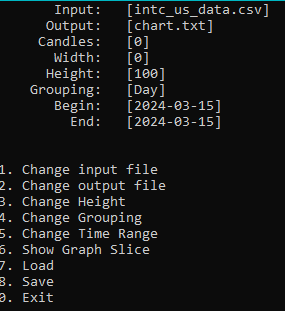 Input: [intc_us_data.csv]
Output: [chart.txt]
Candles: [0]
Width: [0]
Height: [100]
Grouping: [Day]
Begin: [2024-03-15]
End: [2024-03-15]
1. Change input file
2. Change output file
3. Change Height
4. Change Grouping
5. Change Time Range
6. Show Graph Slice
7. Load
8. Save
0. Exit